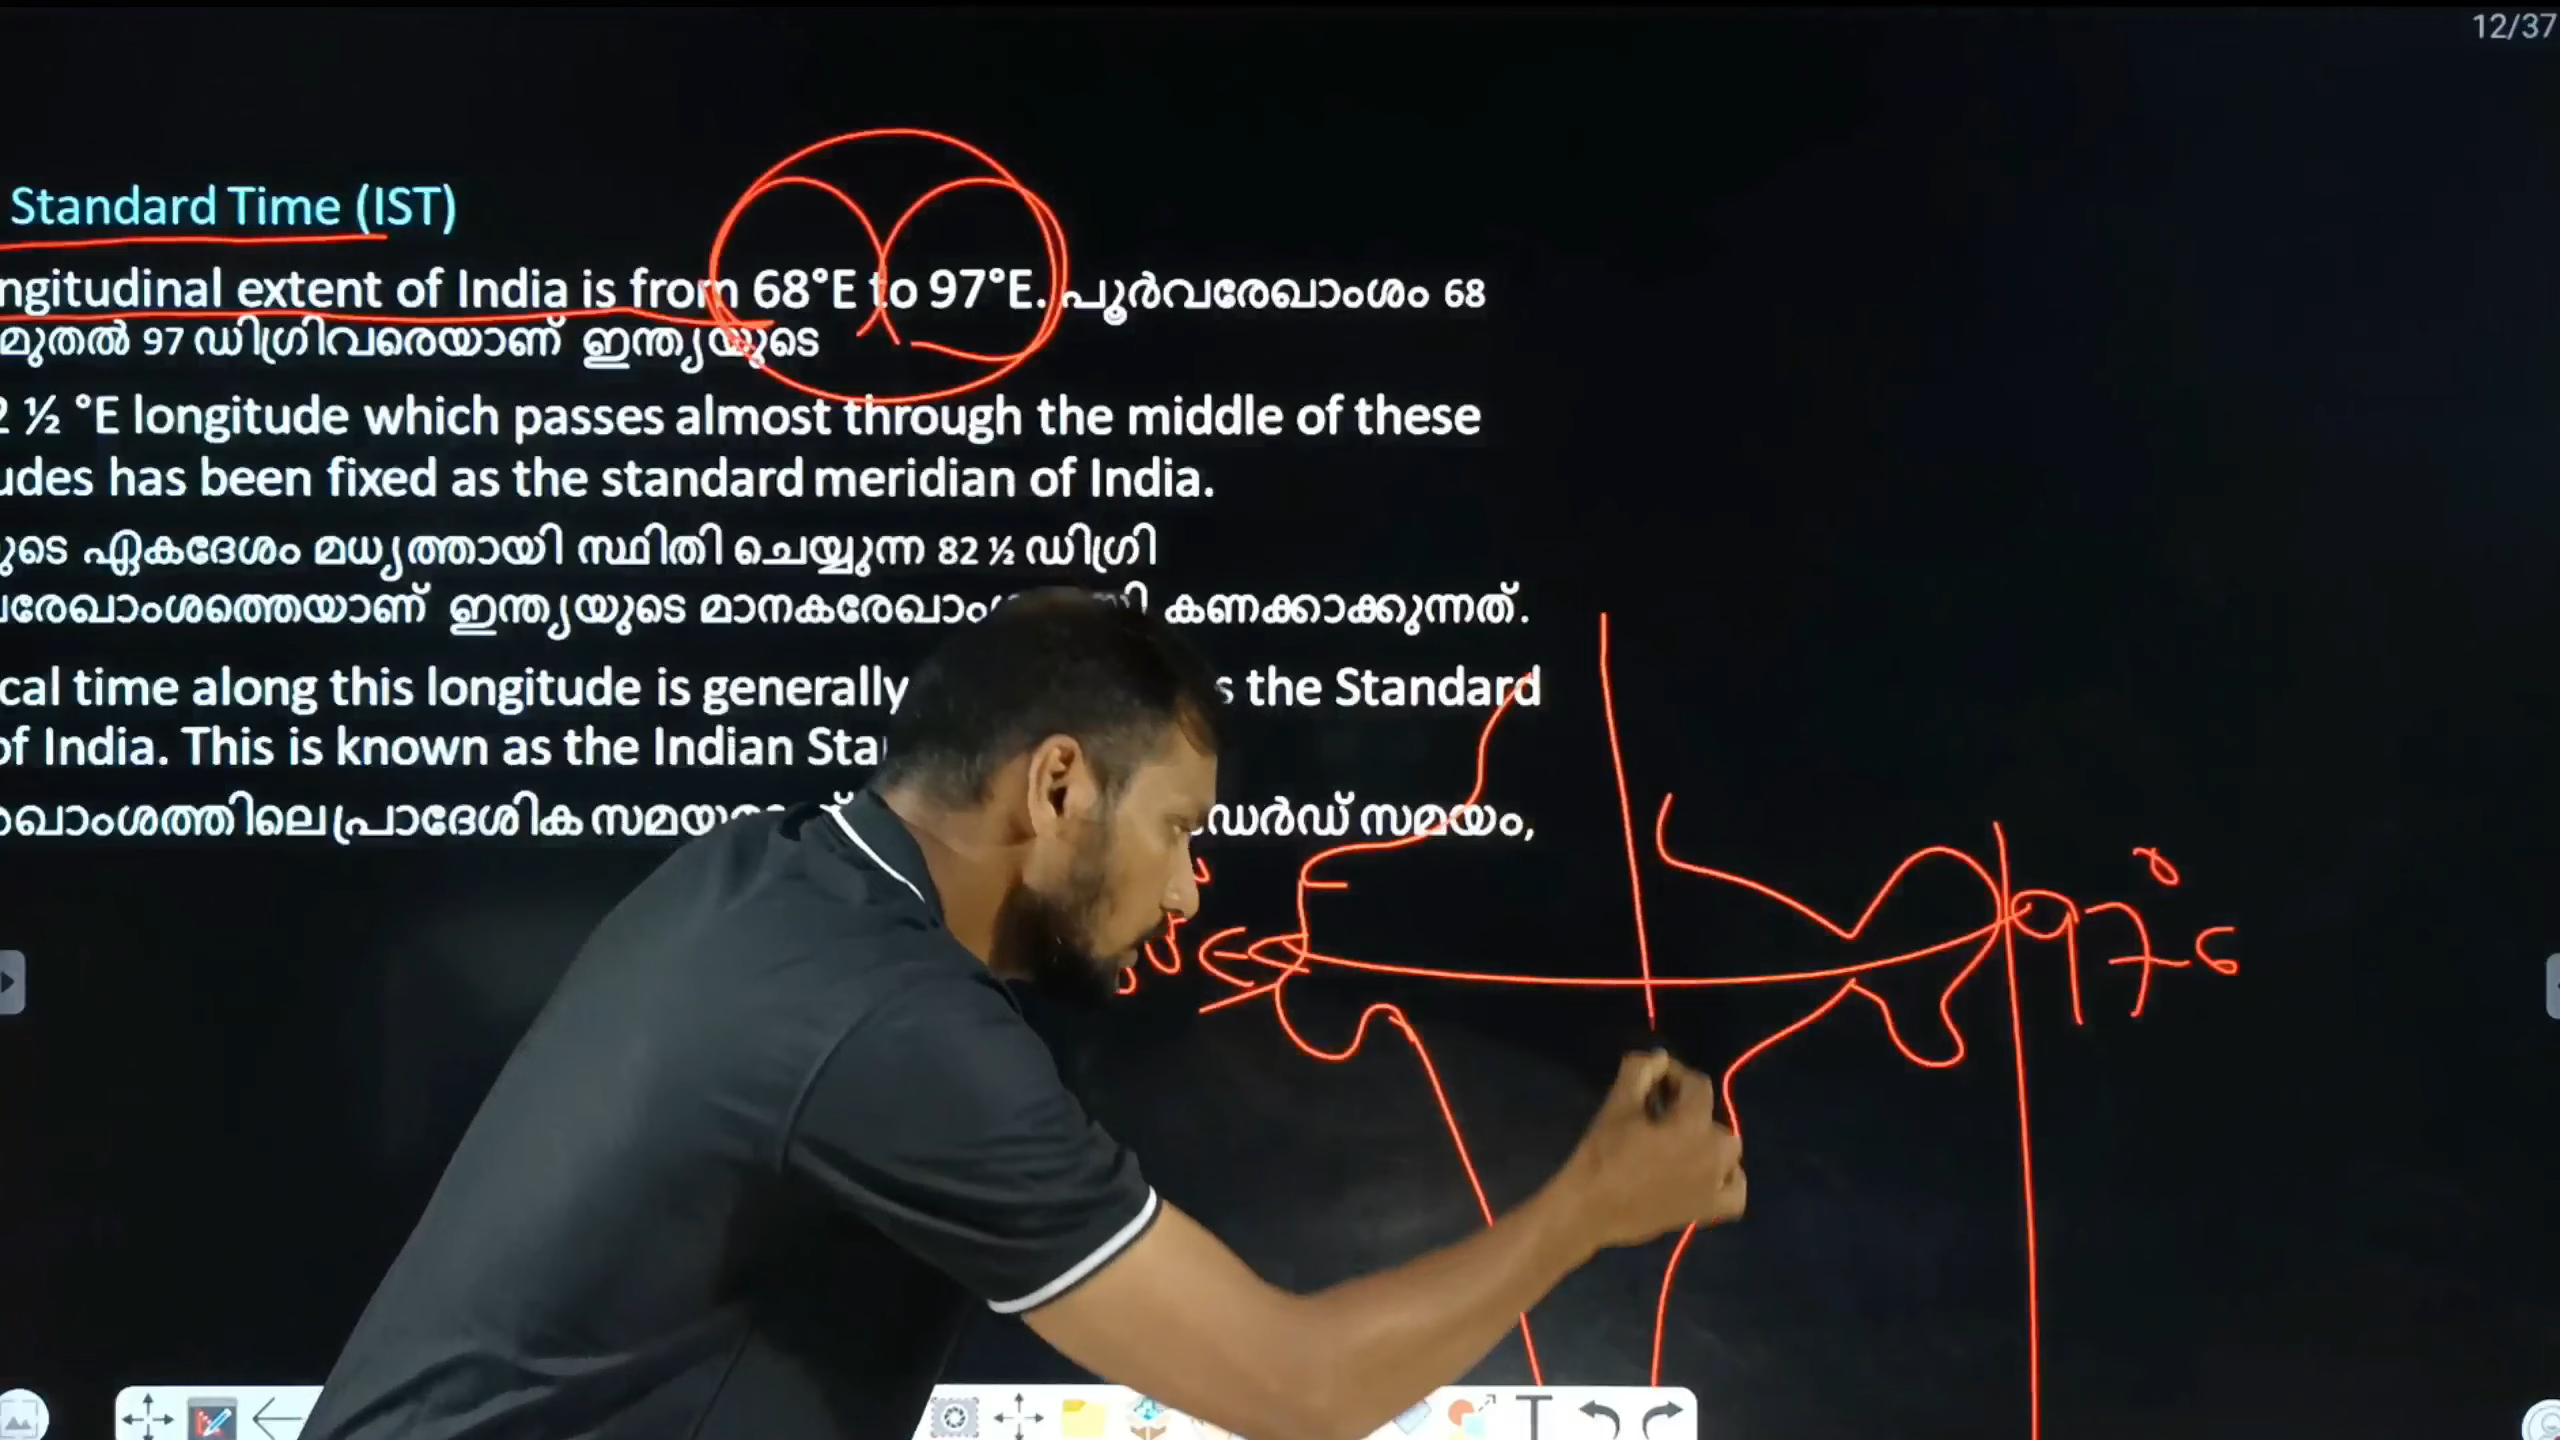 12/37
Standard Time (IST)
ngitudinal extent of India is from 68°E to 97°E. പൂർവരേഖാംശം 68
മുതൽ 97 ഡിഗ്രിവരെയാണ് ഇന്ത്യയുടെ
2 ½ °E longitude which passes almost through the middle of these
udes has been fixed as the standard meridian of India.
യുടെ ഏകദേശം മധ്യത്തായി സ്ഥിതി ചെയ്യുന്ന 82 ½ ഡിഗ്രി
രേഖാംശത്തെയാണ് ഇന്ത്യയുടെ കണക്കാക്കുന്നത്.
cal time along this longitude is generally s the Standard
of India. This is known as the Indian Sta
ഖാംശത്തിലെ പ്രാദേശിക ഡേർഡ് സമയം,
97
T